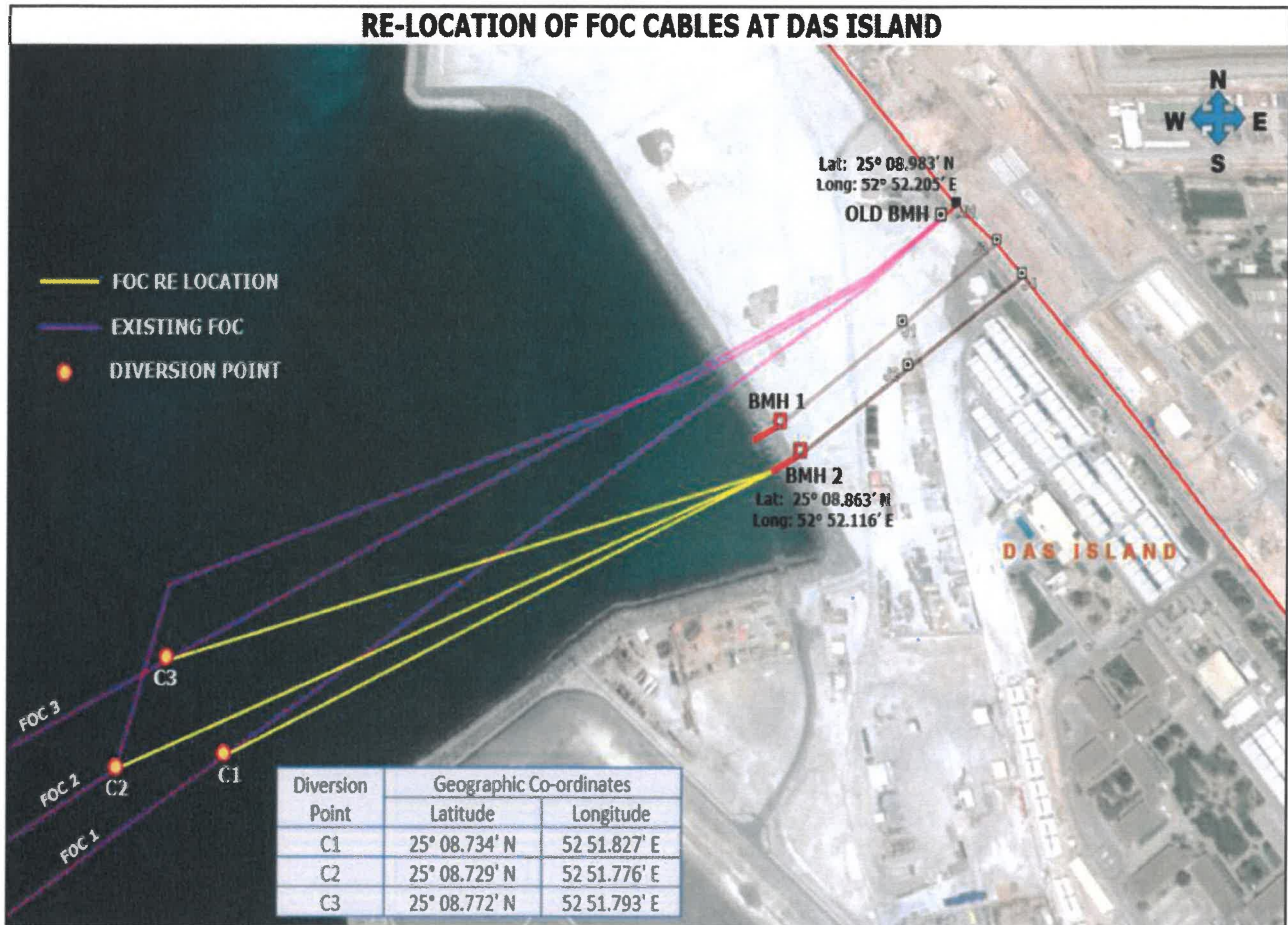 RE-LOCATION OF FOC CABLES AT DAS ISLAND
N
W E
S
Lat: 25° 08.983' N
Long: 52° 52.205' E
OLD BMH
FOC RE LOCATION
EXISTING FOC
DIVERSION POINT
BMH 1
BMH 2
Lat: 25° 08.863' N
Long: 52° 52.116' E
DAS ISLAND
C3
FOC 3
C2
C1
FOC 2
FOC 1
Diversion Point Geographic Co-ordinates
Latitude Longitude
C1 25° 08.734' N 52 51.827' E
C2 25° 08.729' N 52 51.776' E
C3 25° 08.772' N 52 51.793' E